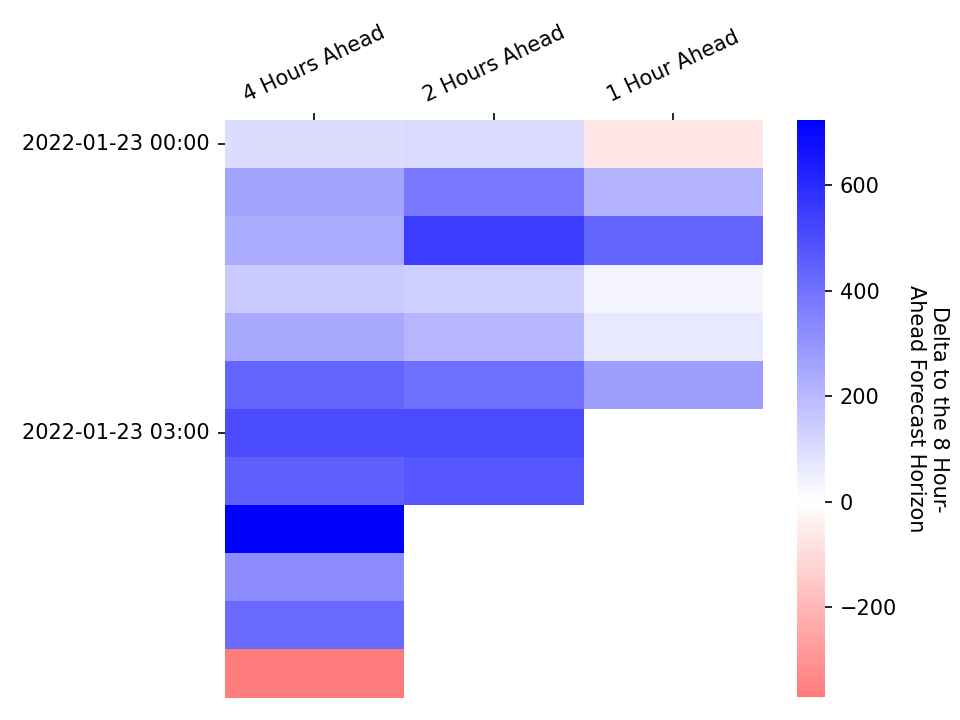 4 Hours Ahead
2 Hours Ahead
1 Hour Ahead
2022-01-23 00:00
2022-01-23 03:00
600
400
200
0
−200
Delta to the 8 Hour-
Ahead Forecast Horizon